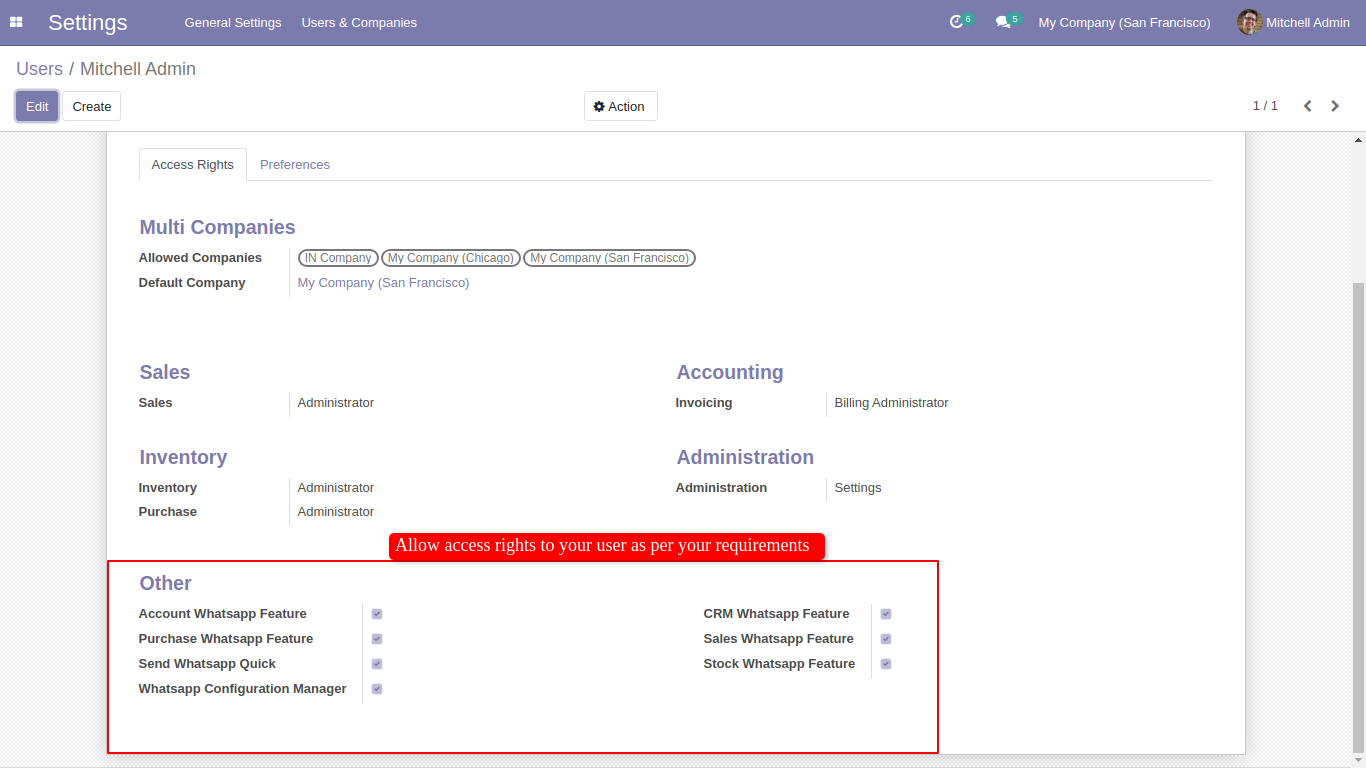 Settings General Settings Users & Companies 6 5 My Company (San Francisco) Mitchell Admin
Users / Mitchell Admin
Edit Create Action 1 / 1
Access Rights Preferences
Multi Companies
Allowed Companies IN Company My Company (Chicago) My Company (San Francisco)
Default Company My Company (San Francisco)
Sales Accounting
Sales Administrator Invoicing Billing Administrator
Inventory Administration
Inventory Administrator Administration Settings
Purchase Administrator
Allow access rights to your user as per your requirements
Other
Account Whatsapp Feature CRM Whatsapp Feature
Purchase Whatsapp Feature Sales Whatsapp Feature
Send Whatsapp Quick Stock Whatsapp Feature
Whatsapp Configuration Manager